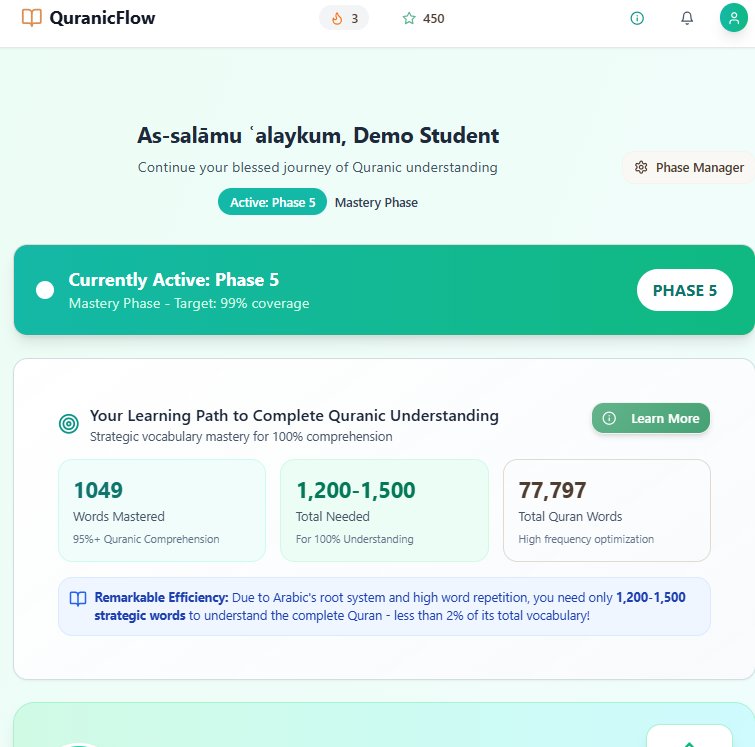 QuranicFlow
3
450
As-salāmu ʿalaykum, Demo Student
Continue your blessed journey of Quranic understanding
Phase Manager
Active: Phase 5
Mastery Phase
Currently Active: Phase 5
Mastery Phase - Target: 99% coverage
PHASE 5
Your Learning Path to Complete Quranic Understanding
Strategic vocabulary mastery for 100% comprehension
Learn More
1049
Words Mastered
95%+ Quranic Comprehension
1,200-1,500
Total Needed
For 100% Understanding
77,797
Total Quran Words
High frequency optimization
Remarkable Efficiency: Due to Arabic's root system and high word repetition, you need only 1,200-1,500
strategic words to understand the complete Quran - less than 2% of its total vocabulary!